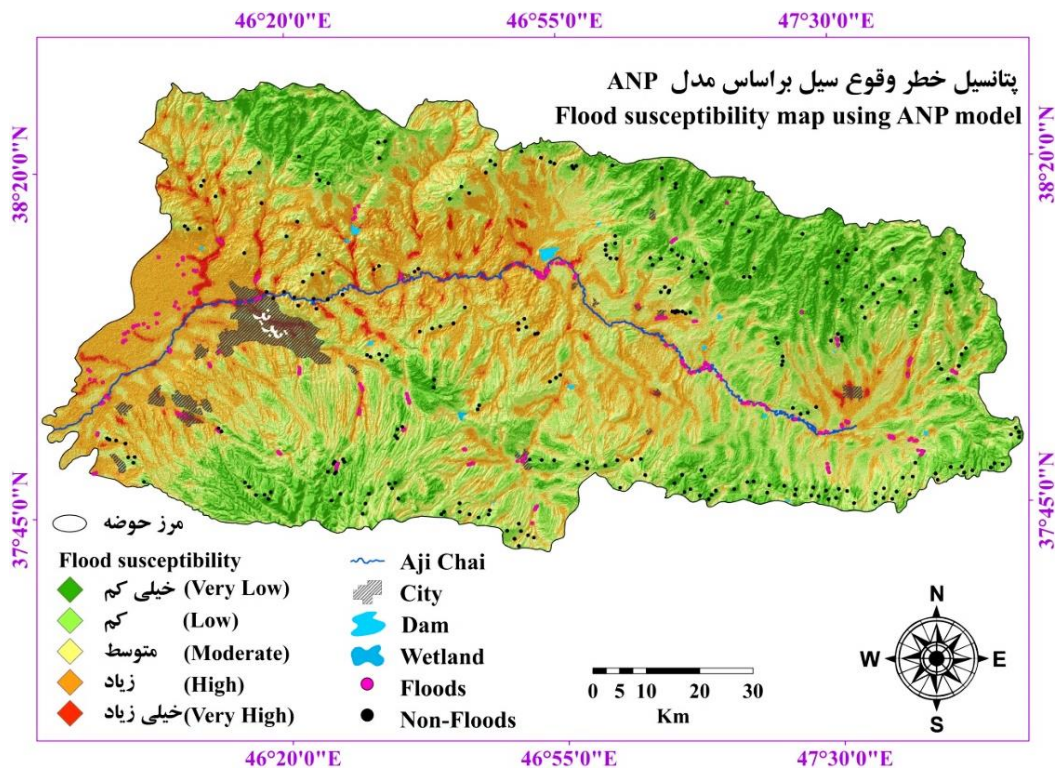 46°20'0"E 46°55'0"E 47°30'0"E
پتانسیل خطر وقوع سیل براساس مدل ANP
Flood susceptibility map using ANP model
38°20'0"N
38°20'0"N
تبریز
37°45'0"N
37°45'0"N
مرز حوضه
Flood susceptibility
خیلی کم (Very Low)
کم (Low)
متوسط (Moderate)
زیاد (High)
خیلی زیاد (Very High)
Aji Chai
City
Dam
Wetland
Floods
Non-Floods
0 5 10 20 30
Km
N
W E
S
46°20'0"E 46°55'0"E 47°30'0"E